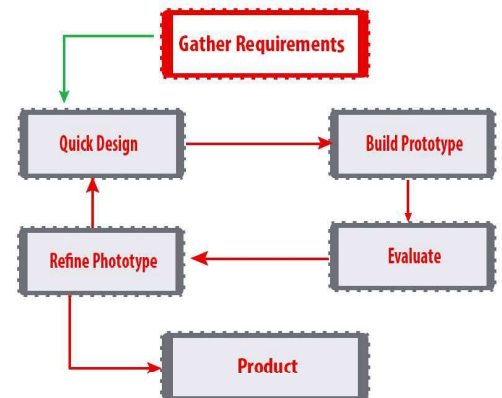 Gather Requirements
Quick Design
Build Prototype
Refine Phototype
Evaluate
Product